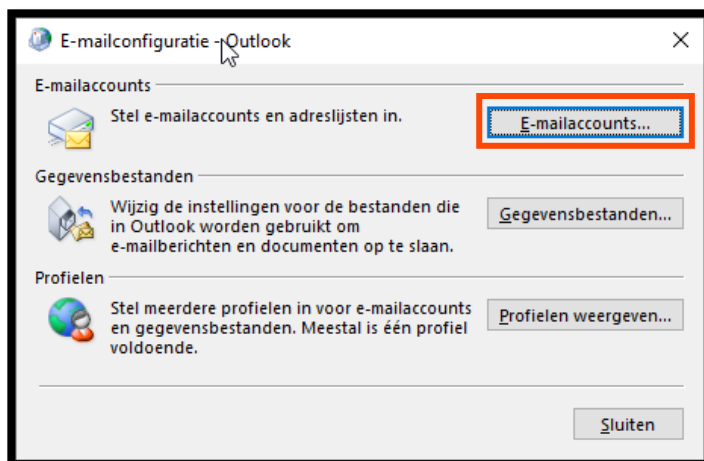 E-mailconfiguratie - Outlook
E-mailaccounts
Stel e-mailaccounts en adreslijsten in.
E-mailaccounts...
Gegevensbestanden
Wijzig de instellingen voor de bestanden die
in Outlook worden gebruikt om
e-mailberichten en documenten op te slaan.
Gegevensbestanden...
Profielen
Stel meerdere profielen in voor e-mailaccounts
en gegevensbestanden. Meestal is één profiel
voldoende.
Profielen weergeven...
Sluiten